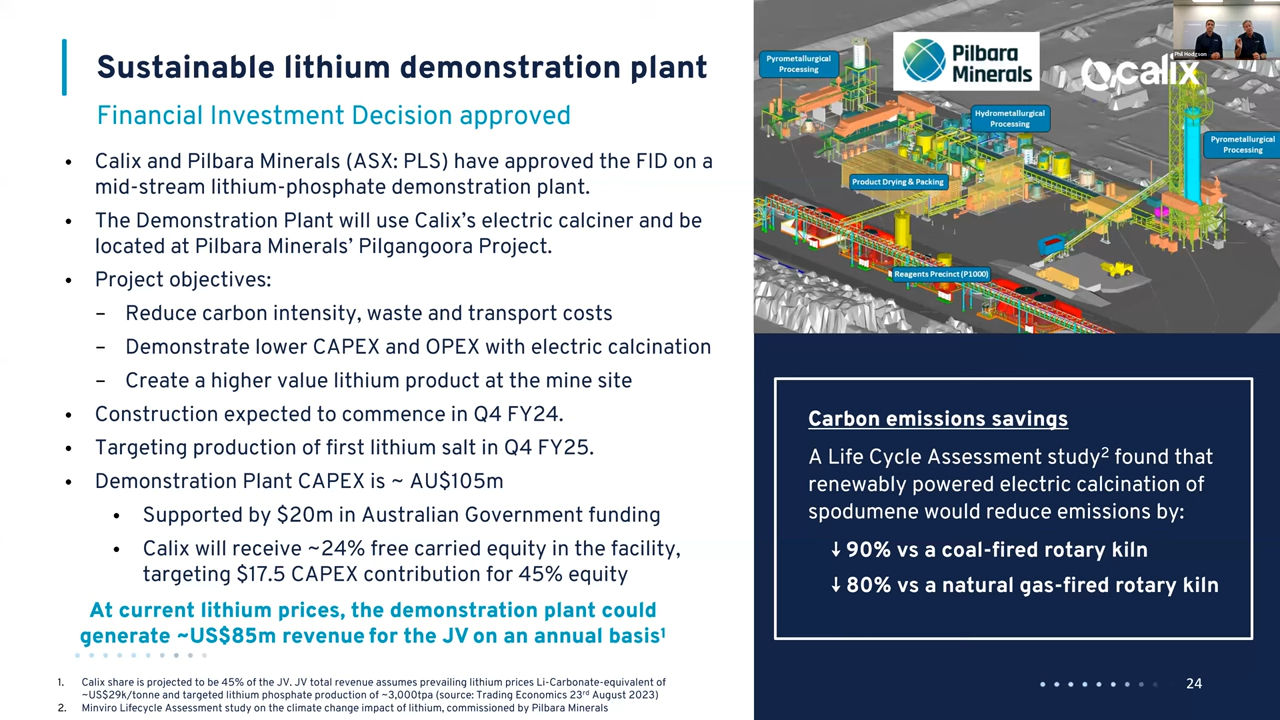 Sustainable lithium demonstration plant
Financial Investment Decision approved
• Calix and Pilbara Minerals (ASX: PLS) have approved the FID on a
mid-stream lithium-phosphate demonstration plant.
• The Demonstration Plant will use Calix’s electric calciner and be
located at Pilbara Minerals’ Pilgangoora Project.
• Project objectives:
– Reduce carbon intensity, waste and transport costs
– Demonstrate lower CAPEX and OPEX with electric calcination
– Create a higher value lithium product at the mine site
• Construction expected to commence in Q4 FY24.
• Targeting production of first lithium salt in Q4 FY25.
• Demonstration Plant CAPEX is ~ AU$105m
• Supported by $20m in Australian Government funding
• Calix will receive ~24% free carried equity in the facility,
targeting $17.5 CAPEX contribution for 45% equity
At current lithium prices, the demonstration plant could
generate ~US$85m revenue for the JV on an annual basis¹
1. Calix share is projected to be 45% of the JV. JV total revenue assumes prevailing lithium prices Li-Carbonate-equivalent of
~US$29k/tonne and targeted lithium phosphate production of ~3,000tpa (source: Trading Economics 23rd August 2023)
2. Minviro Lifecycle Assessment study on the climate change impact of lithium, commissioned by Pilbara Minerals
Pyrometallurgical
Processing
Pilbara
Minerals
calix
Phil Hodgson
Hydrometallurgical
Processing
Pyrometallurgical
Processing
Product Drying & Packing
Reagents Precinct (P1000)
Carbon emissions savings
A Life Cycle Assessment study² found that
renewably powered electric calcination of
spodumene would reduce emissions by:
↓ 90% vs a coal-fired rotary kiln
↓ 80% vs a natural gas-fired rotary kiln
24